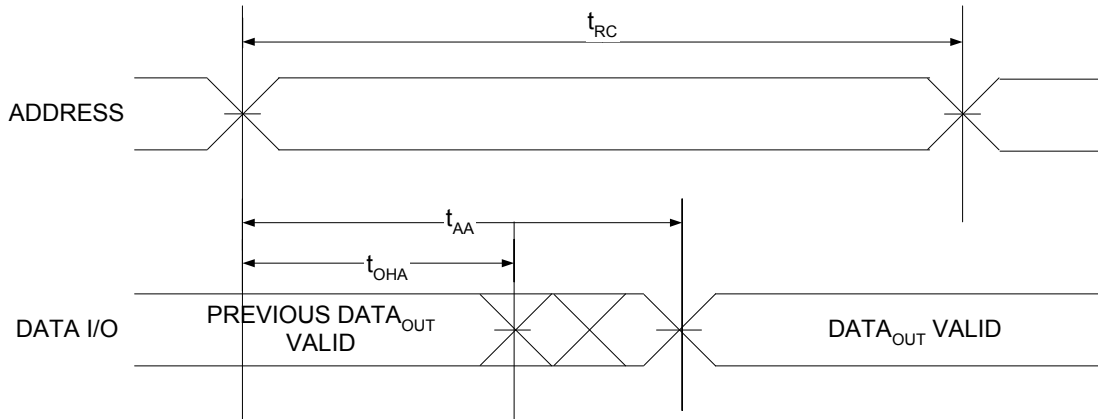 tRC
ADDRESS
tAA
tOHA
DATA I/O
PREVIOUS DATAOUT
VALID
DATAOUT VALID